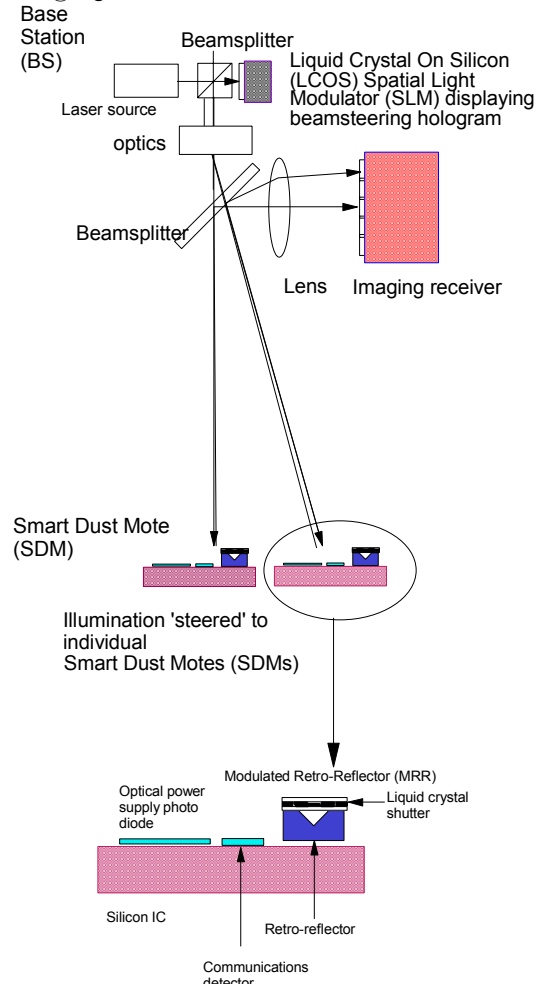 Base
Station
(BS)
Beamsplitter
Liquid Crystal On Silicon
(LCOS) Spatial Light
Modulator (SLM) displaying
beamsteering hologram
Laser source
optics
Beamsplitter
Lens
Imaging receiver
Smart Dust Mote
(SDM)
Illumination 'steered' to
individual
Smart Dust Motes (SDMs)
Modulated Retro-Reflector (MRR)
Optical power
supply photo
diode
Liquid crystal
shutter
Silicon IC
Retro-reflector
Communications
detector